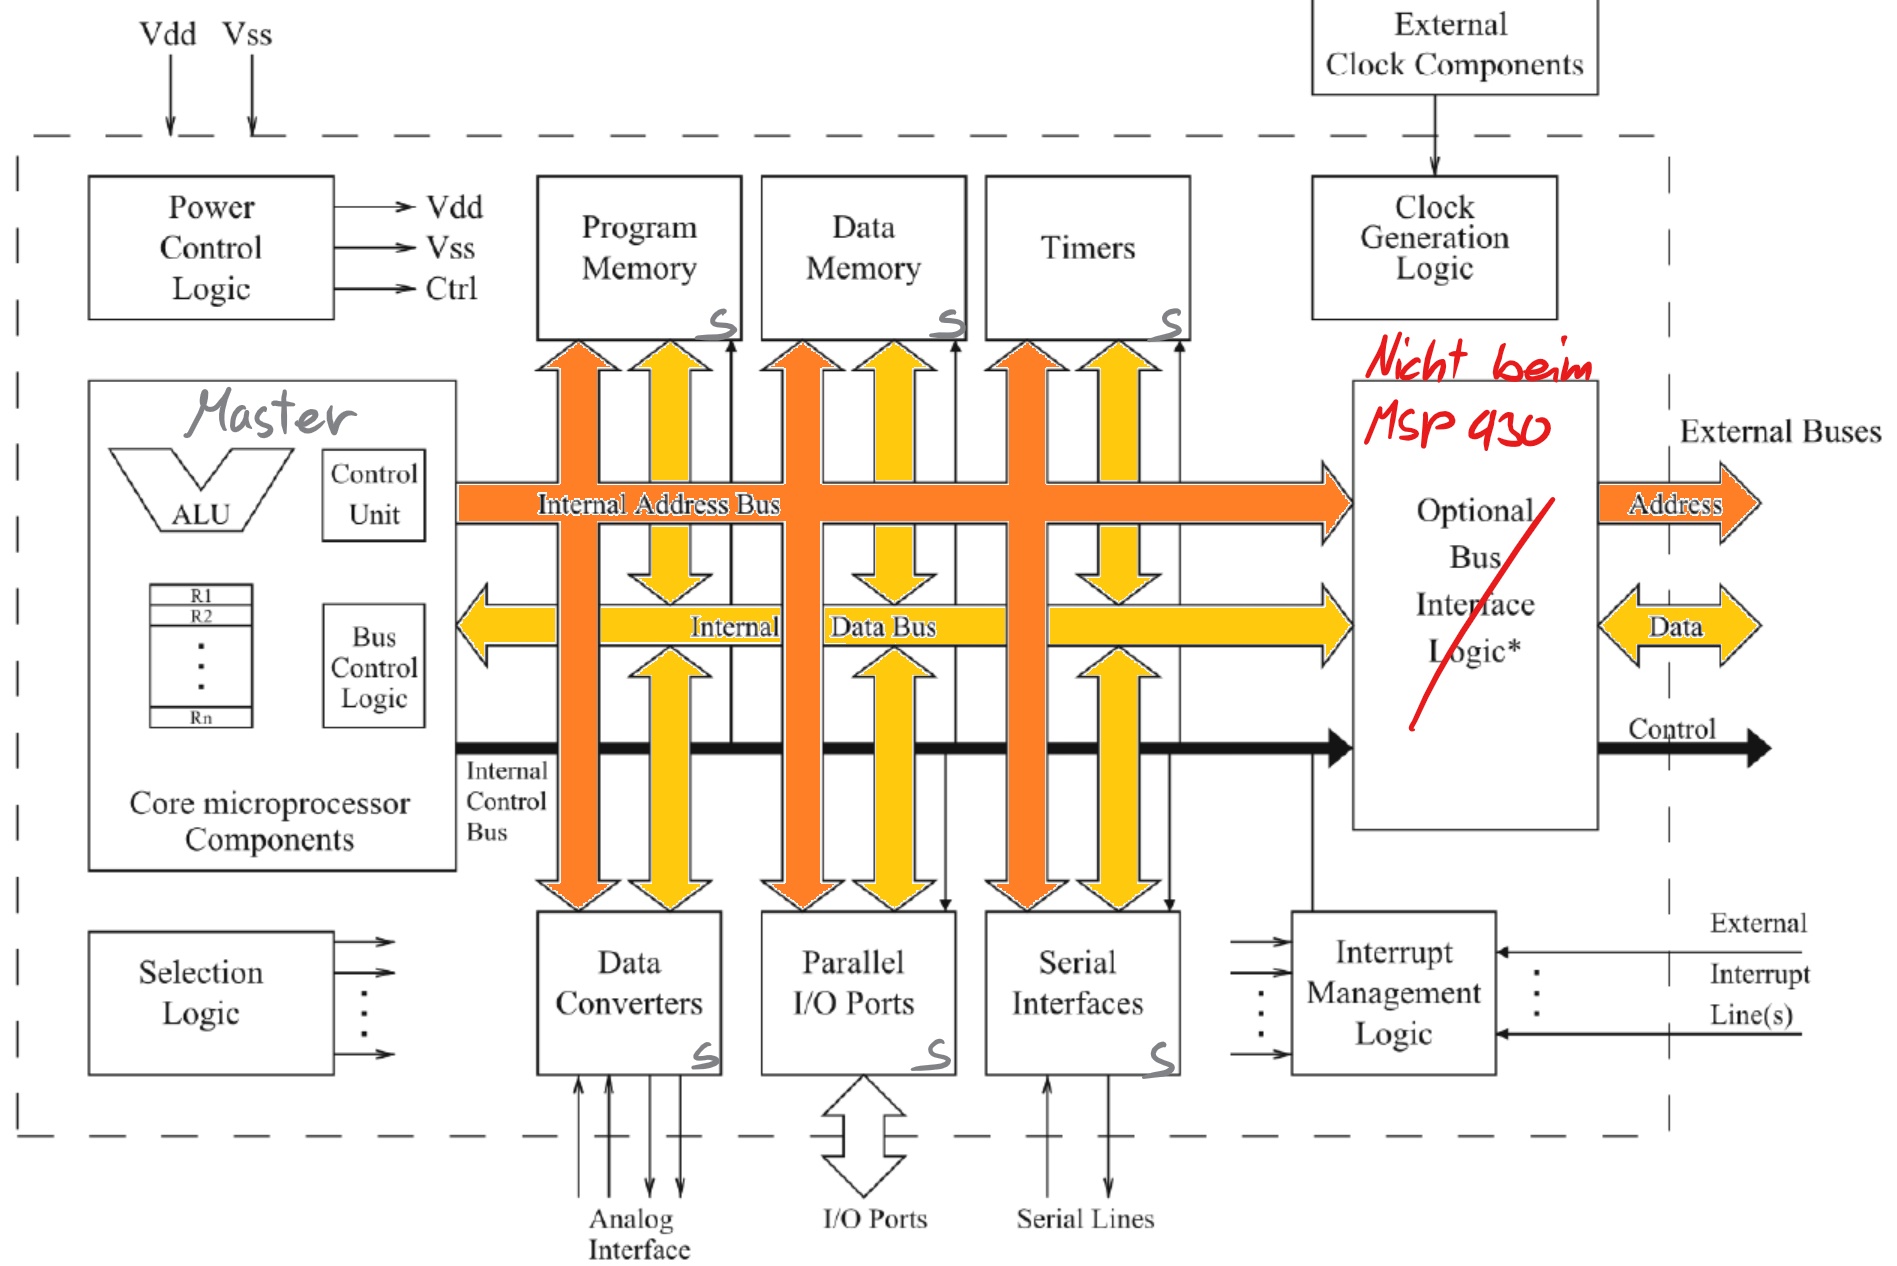 Vdd Vss
External
Clock Components
Power
Control
Logic
Vdd
Vss
Ctrl
Program
Memory
S
Data
Memory
S
Timers
S
Clock
Generation
Logic
Master
ALU
Control
Unit
R1
R2
Rn
Bus
Control
Logic
Core microprocessor
Components
Internal Address Bus
Internal Data Bus
Internal
Control
Bus
Nicht beim
MSP 430
Optional
Bus
Interface
Logic*
External Buses
Address
Data
Control
Selection
Logic
Data
Converters
S
Parallel
I/O Ports
S
Serial
Interfaces
S
Interrupt
Management
Logic
External
Interrupt
Line(s)
Analog
Interface
I/O Ports
Serial Lines